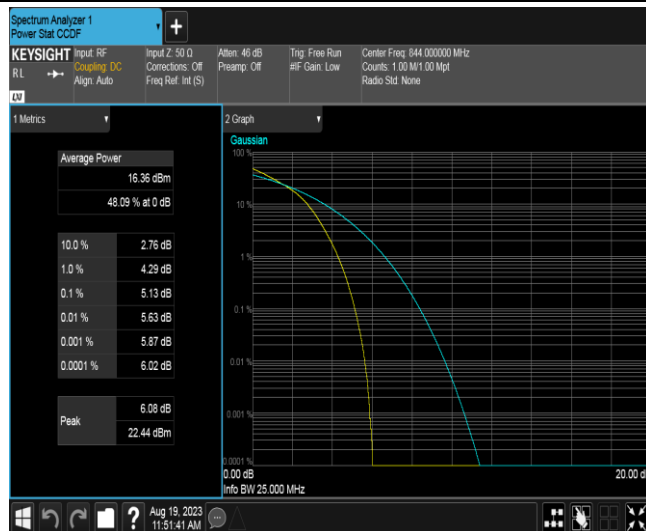 Spectrum Analyzer 1
Power Stat CCDF
+
KEYSIGHT
RL
Input: RF
Coupling: DC
Align: Auto
Input Z: 50 Ω
Corrections: Off
Freq Ref: Int (S)
Atten: 46 dB
Preamp: Off
Trig: Free Run
#IF Gain: Low
Center Freq: 844.000000 MHz
Counts: 1.00 M/1.00 Mpt
Radio Std: None
1 Metrics
Average Power
16.36 dBm
48.09 % at 0 dB
10.0 % 2.76 dB
1.0 % 4.29 dB
0.1 % 5.13 dB
0.01 % 5.63 dB
0.001 % 5.87 dB
0.0001 % 6.02 dB
Peak
6.08 dB
22.44 dBm
2 Graph
Gaussian
100 %
10 %
1 %
0.1 %
0.01 %
0.001 %
0.0001 %
0.00 dB
20.00 d
Info BW 25.000 MHz
?
Aug 19, 2023
11:51:41 AM